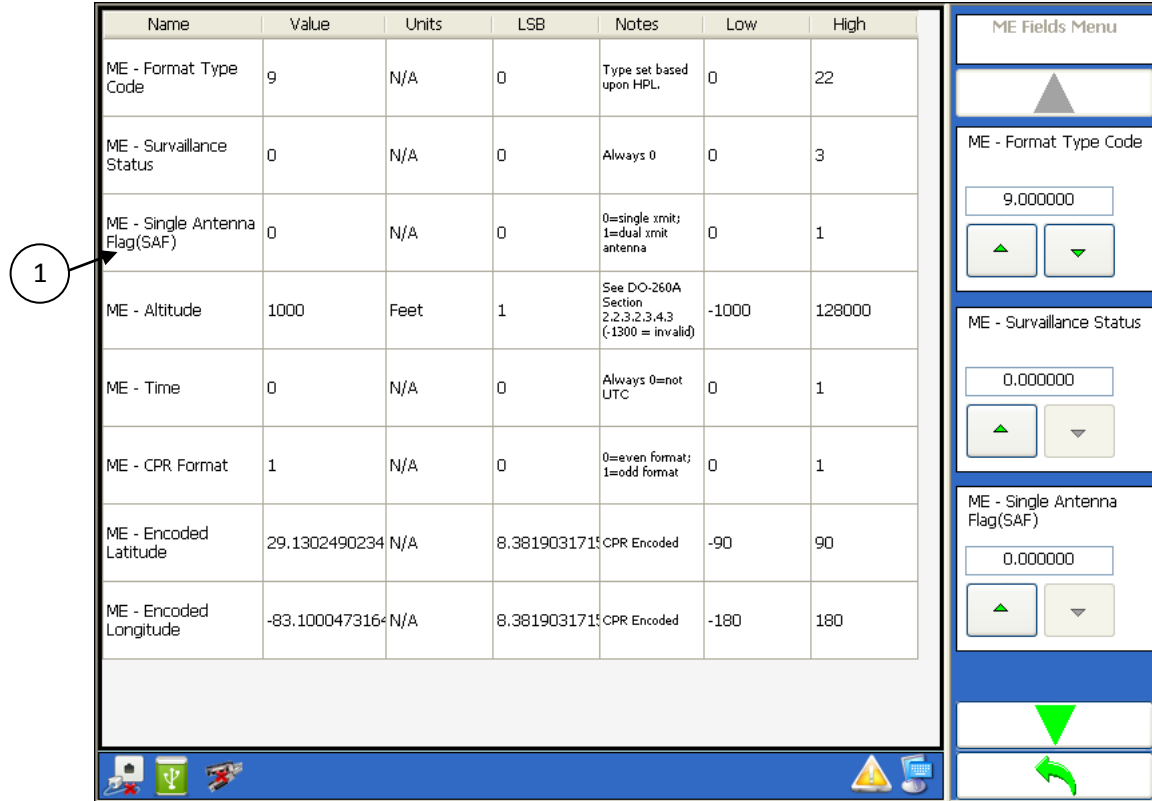 Name Value Units LSB Notes Low High
ME - Format Type Code 9 N/A 0 Type set based upon HPL. 0 22
ME - Survaillance Status 0 N/A 0 Always 0 0 3
ME - Single Antenna Flag(SAF) 0 N/A 0 0=single xmit; 1=dual xmit antenna 0 1
ME - Altitude 1000 Feet 1 See DO-260A Section 2.2.3.2.3.4.3 (-1300 = invalid) -1000 128000
ME - Time 0 N/A 0 Always 0=not UTC 0 1
ME - CPR Format 1 N/A 0 0=even format; 1=odd format 0 1
ME - Encoded Latitude 29.1302490234 N/A 8.381903171 CPR Encoded -90 90
ME - Encoded Longitude -83.100047316 N/A 8.381903171 CPR Encoded -180 180
1
ME Fields Menu
ME - Format Type Code
9.000000
ME - Survaillance Status
0.000000
ME - Single Antenna
Flag(SAF)
0.000000